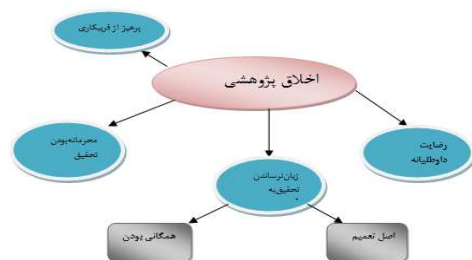 پرهیز از فریبکاری
اخلاق پژوهشی
محرمانه‌بودن
تحقیق
رضایت
داوطلبانه
زیان‌نرساندن
تحقیق‌به
همگانی بودن
اصل تعمیم